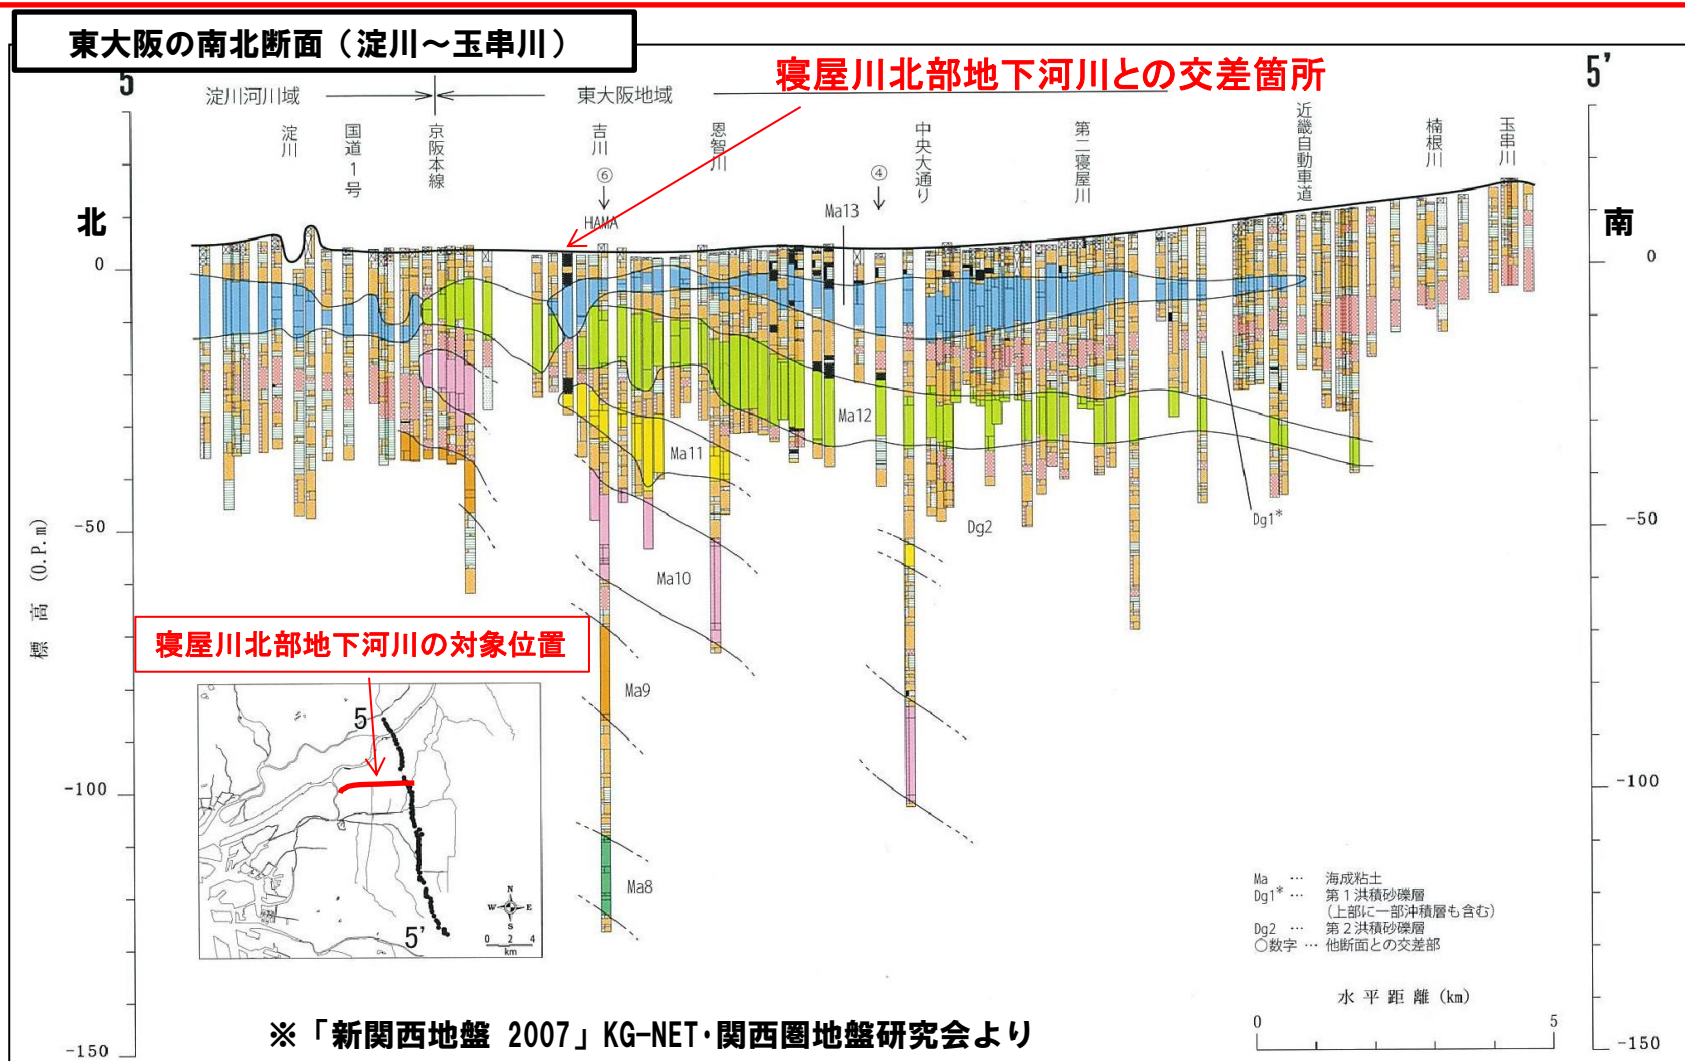 東大阪の南北断面（淀川～玉串川）
寝屋川北部地下河川との交差箇所
5
5'
淀川河川域
東大阪地域
淀川
国道1号
京阪本線
吉川
恩智川
中央大通り
第二寝屋川
近畿自動車道
楠根川
玉串川
⑥
④
HAMA
北
南
Ma13
0
0
Ma12
Ma11
Dg2
Dg1*
-50
-50
標高 (O.P.m)
Ma10
寝屋川北部地下河川の対象位置
Ma9
5
-100
-100
Ma8
N
W
E
S
0 2 4
km
5'
Ma … 海成粘土
Dg1* … 第1洪積砂礫層
(上部に一部沖積層も含む)
Dg2 … 第2洪積砂礫層
○数字 … 他断面との交差部
水平距離 (km)
0
5
※「新関西地盤 2007」KG-NET・関西圏地盤研究会より
-150
-150